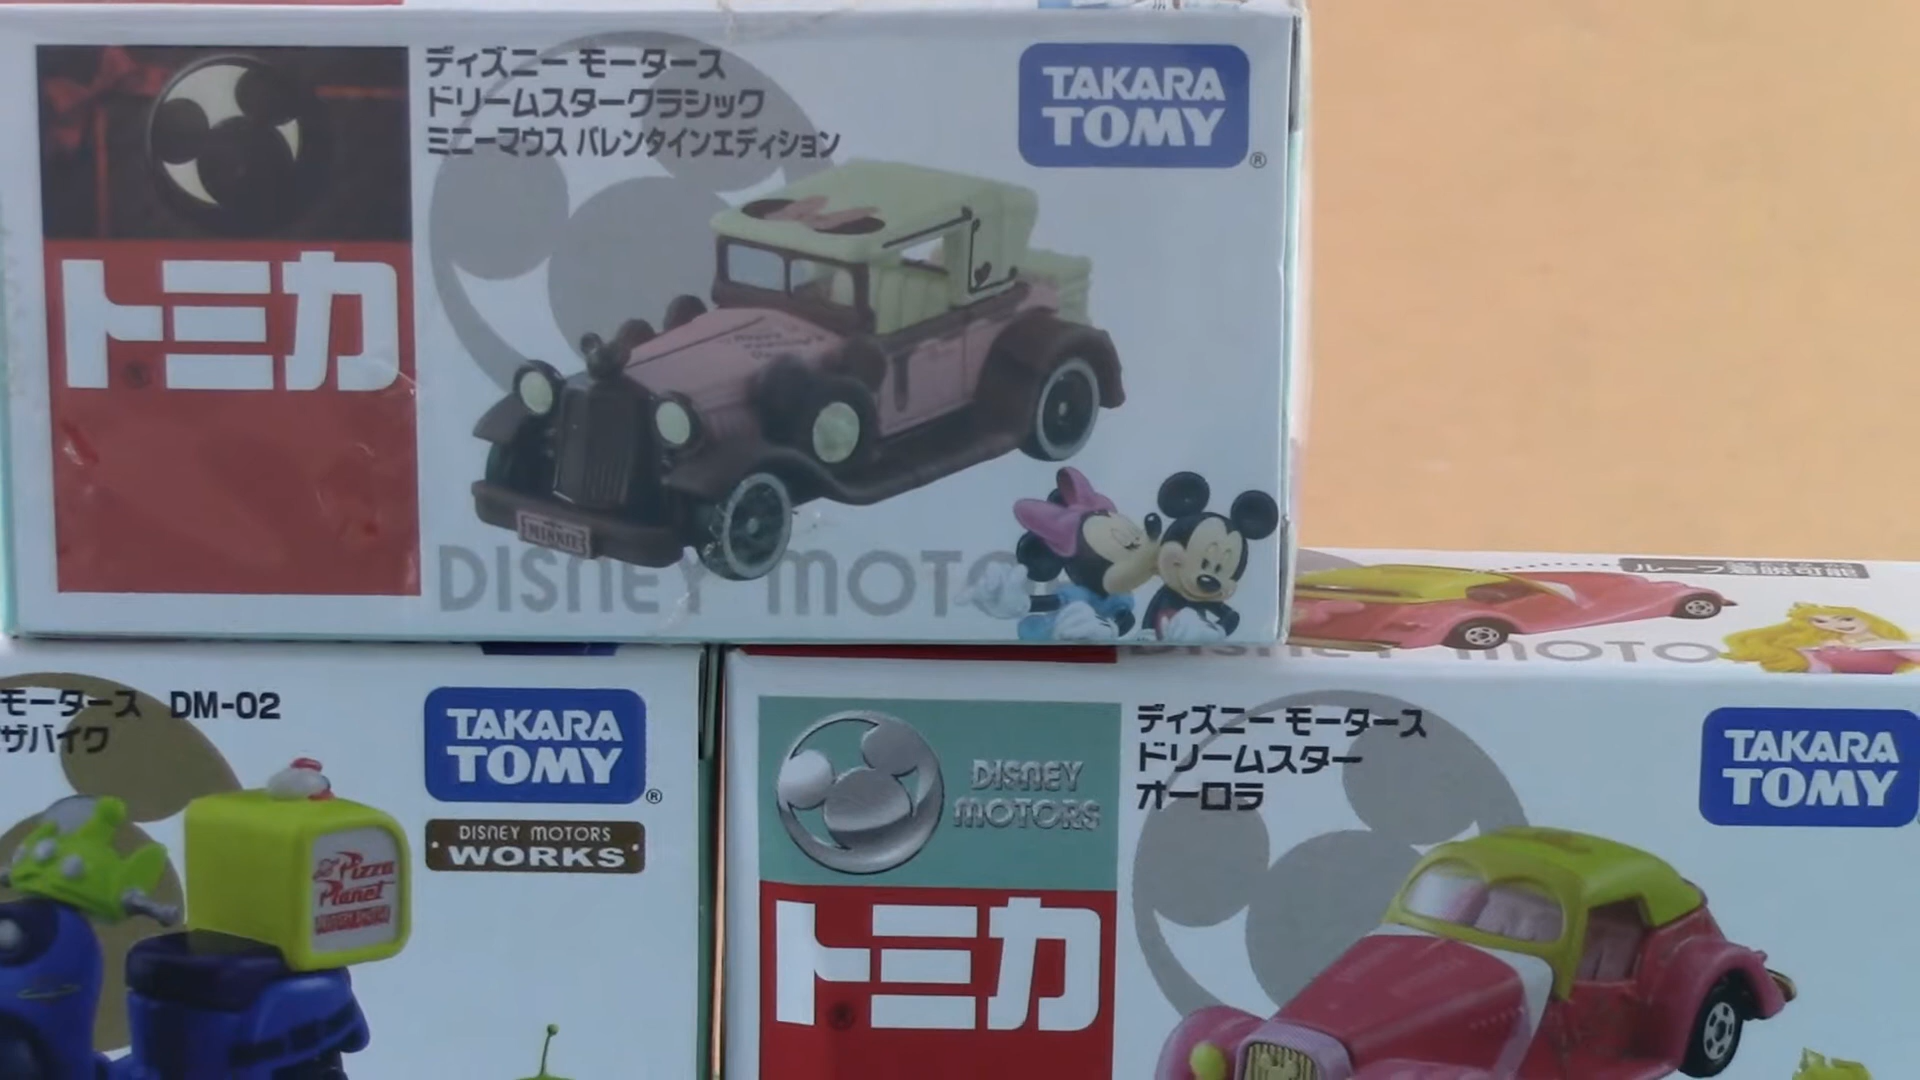 ディズニー モータース
ドリームスタークラシック
ミニーマウス バレンタインエディション
TAKARA
TOMY
®
トミカ
MINNIE
DISNEY MOTO
ルーフ着脱可能
MOTO
モータース DM-02
ザバイク
TAKARA
TOMY
®
DISNEY MOTORS
WORKS
Pizza
Planet
DISNEY
MOTORS
トミカ
ディズニー モータース
ドリームスター
オーロラ
TAKARA
TOMY